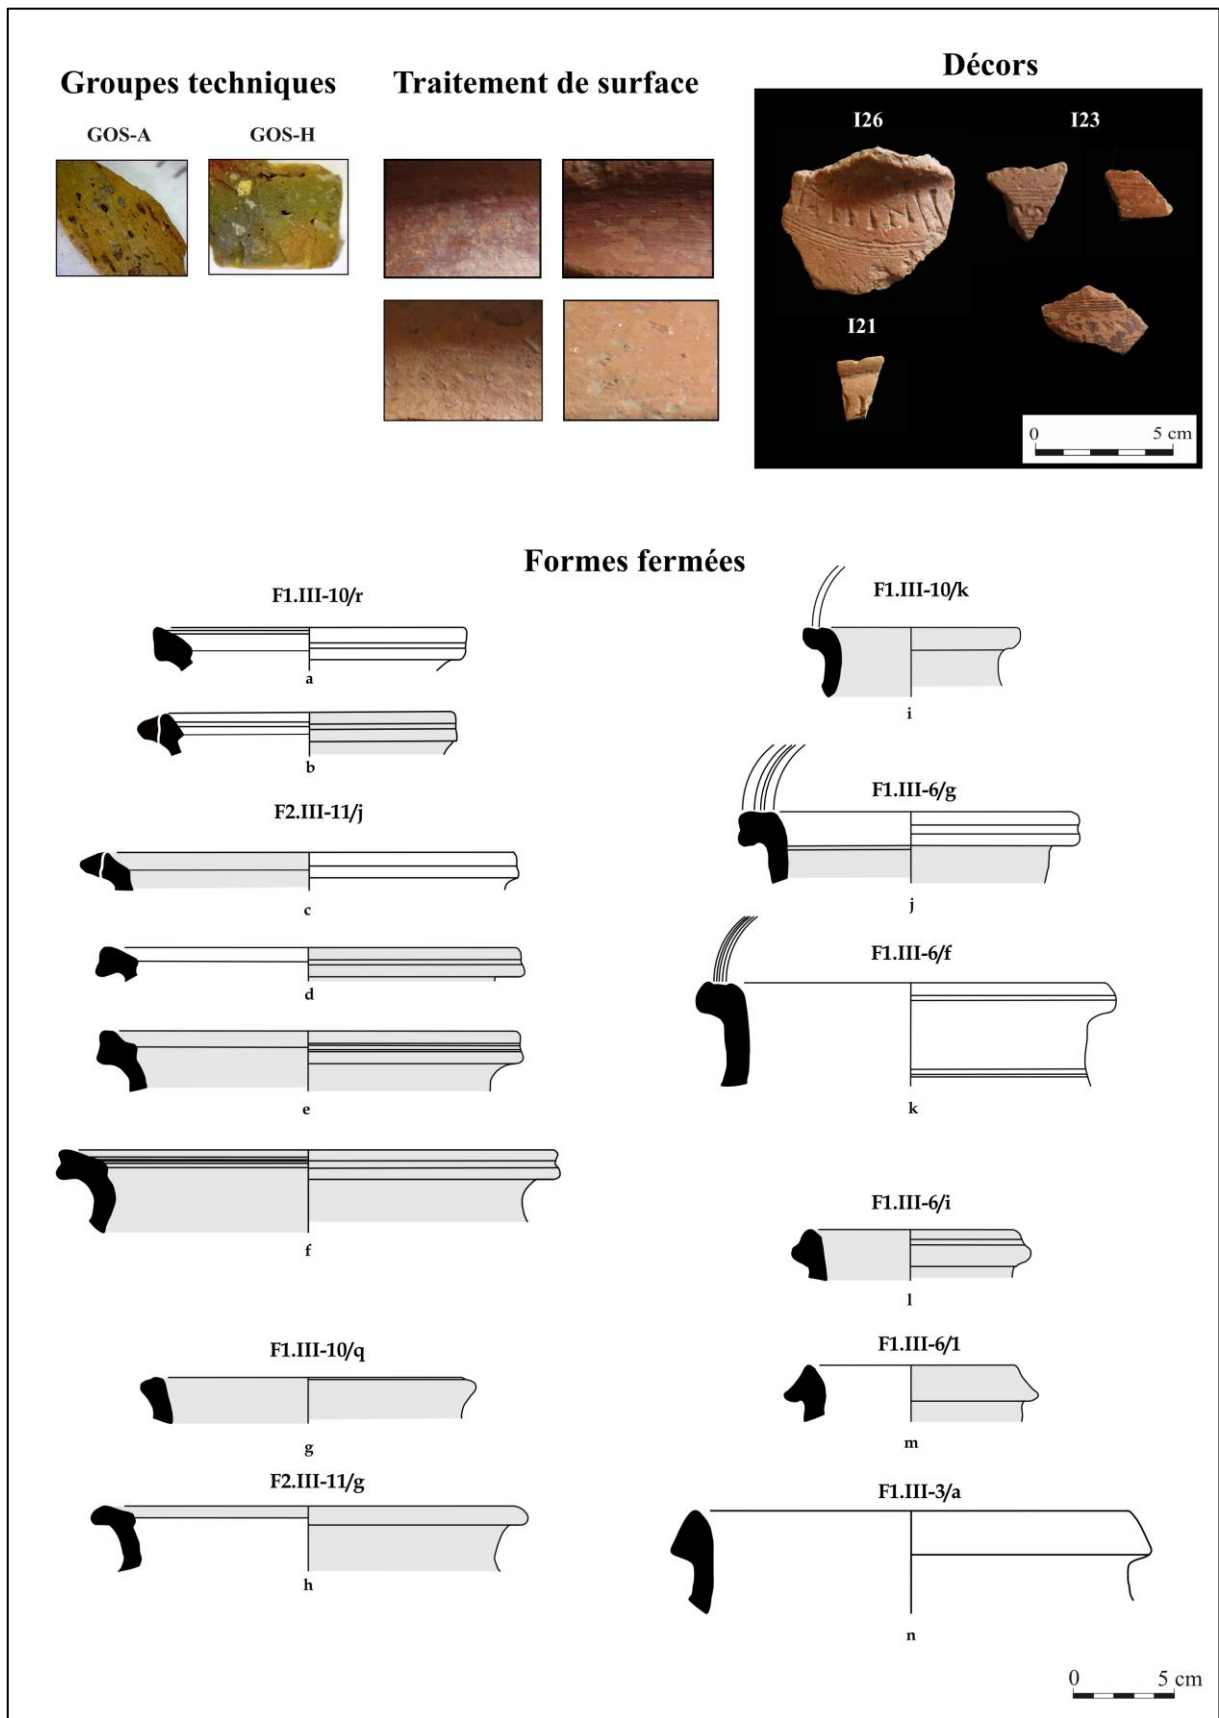 Groupes techniques
GOS-A GOS-H
Traitement de surface
Décors
I26 I23
I21
0 5 cm
Formes fermées
F1.III-10/r
a
b
F2.III-11/j
c
d
e
f
F1.III-10/q
g
F2.III-11/g
h
F1.III-10/k
i
F1.III-6/g
j
F1.III-6/f
k
F1.III-6/i
l
F1.III-6/1
m
F1.III-3/a
n
0 5 cm